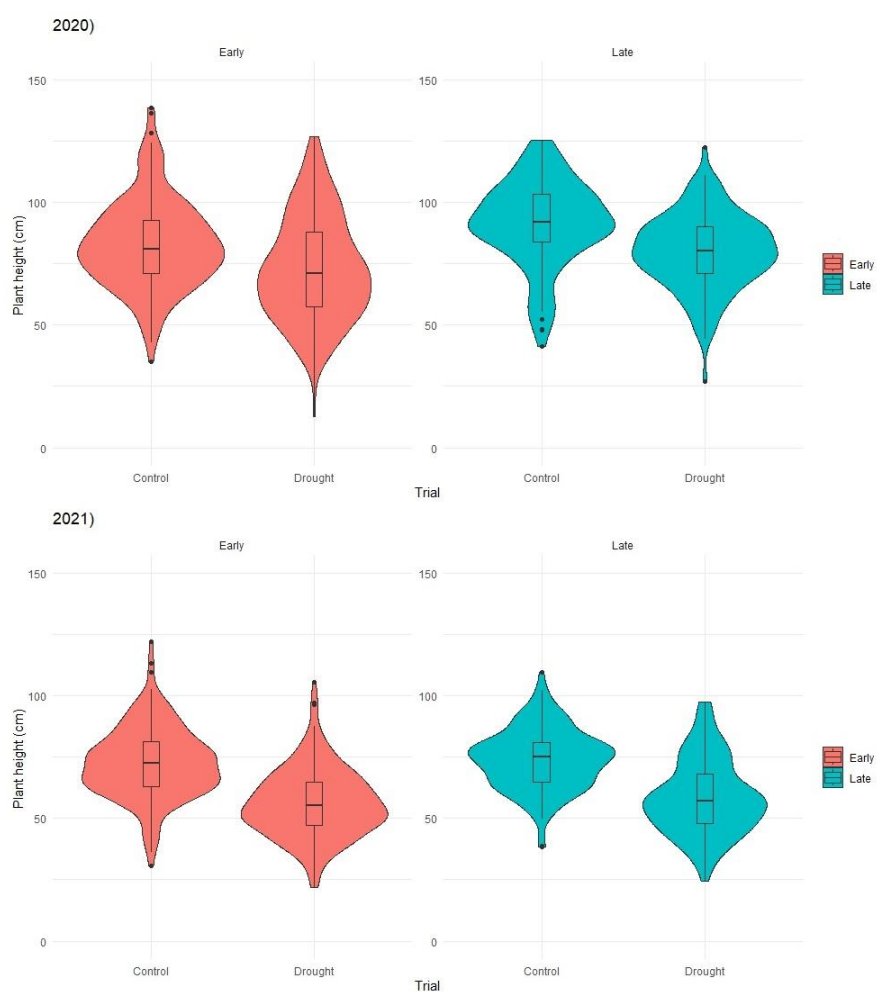 2020)
Early
Late
150
100
50
0
150
100
50
0
Plant height (cm)
Control
Drought
Control
Drought
Trial
Early
Late
2021)
Early
Late
150
100
50
0
150
100
50
0
Plant height (cm)
Control
Drought
Control
Drought
Trial
Early
Late